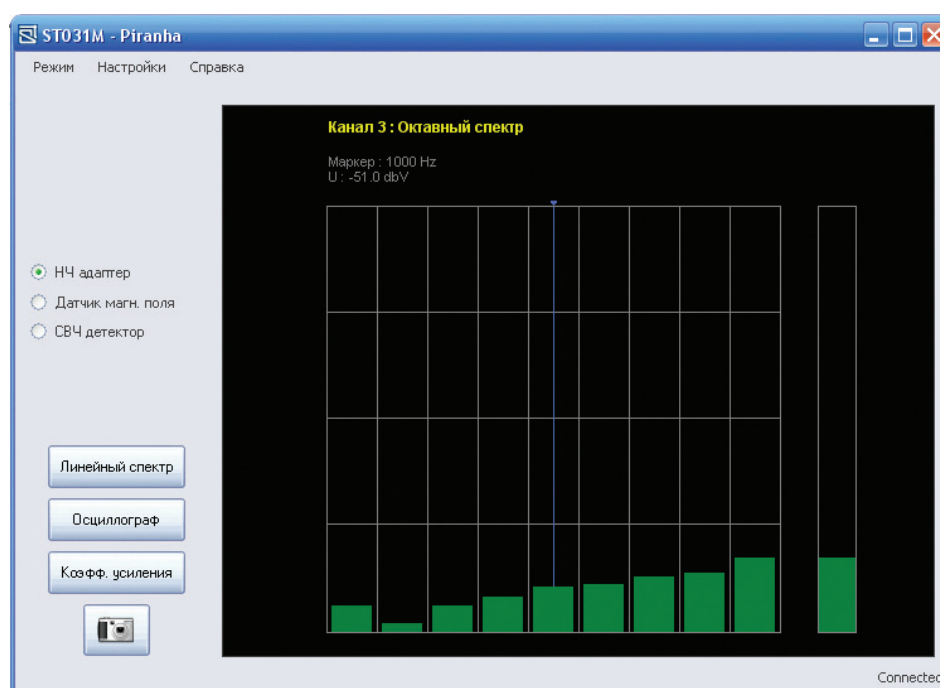 ST031M - Piranha
Режим Настройки Справка
Канал 3 : Октавный спектр
Маркер : 1000 Hz
U : -51.0 dbV
НЧ адаптер
Датчик магн. поля
СВЧ детектор
Линейный спектр
Осциллограф
Коэфф. усиления
Connected